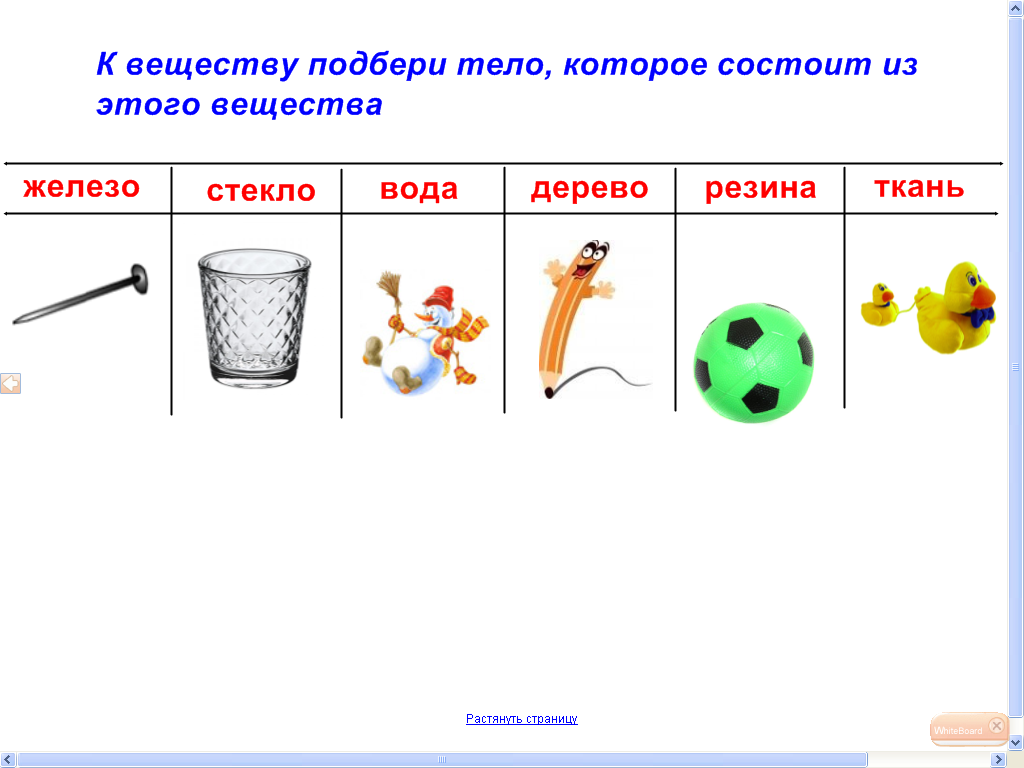 К веществу подбери тело, которое состоит из
этого вещества
железо стекло вода дерево резина ткань
Растянуть страницу
WhiteBoard